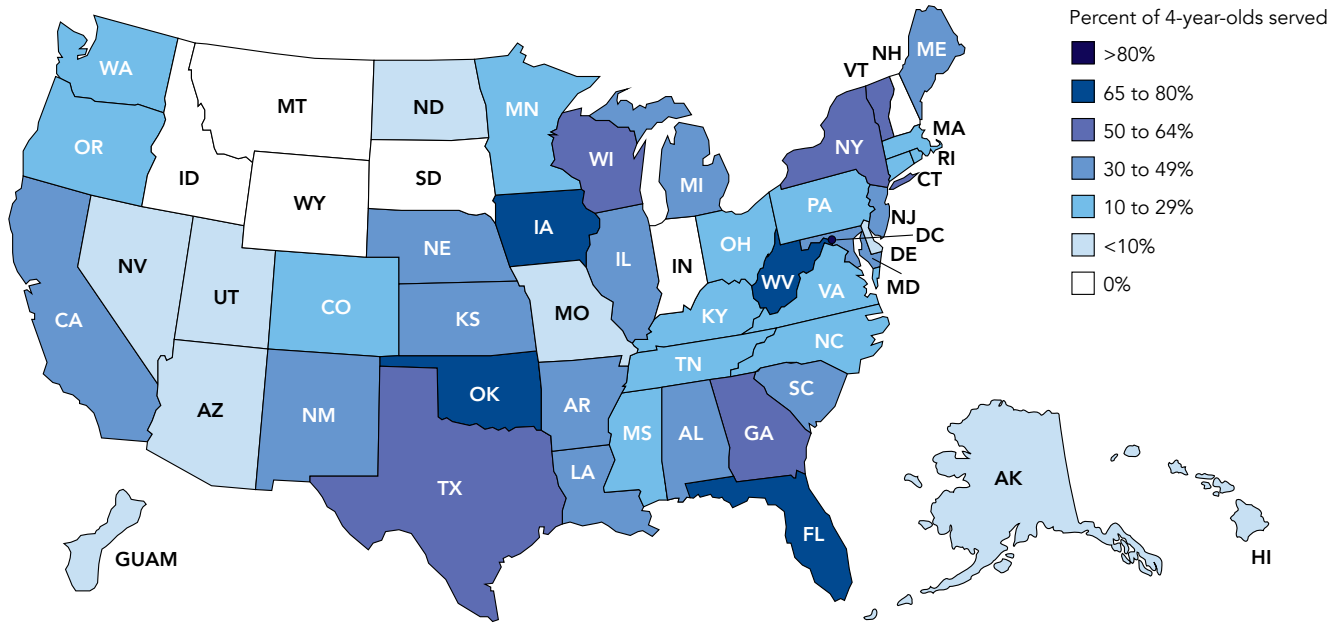 Percent of 4-year-olds served
>80%
65 to 80%
50 to 64%
30 to 49%
10 to 29%
<10%
0%
WA
MT
ND
MN
VT
NH
ME
OR
ID
WY
SD
WI
MI
NY
MA
RI
CT
NV
UT
CO
NE
IA
IL
IN
OH
PA
NJ
DC
DE
MD
CA
KS
MO
KY
WV
VA
AZ
NM
OK
AR
TN
NC
SC
TX
LA
MS
AL
GA
FL
GUAM
AK
HI